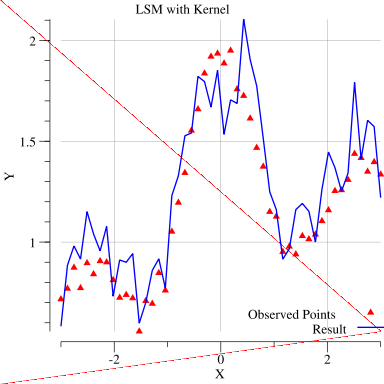 LSM with Kernel
2
1.5
1
Y
Observed Points
Result
-2
0
2
X